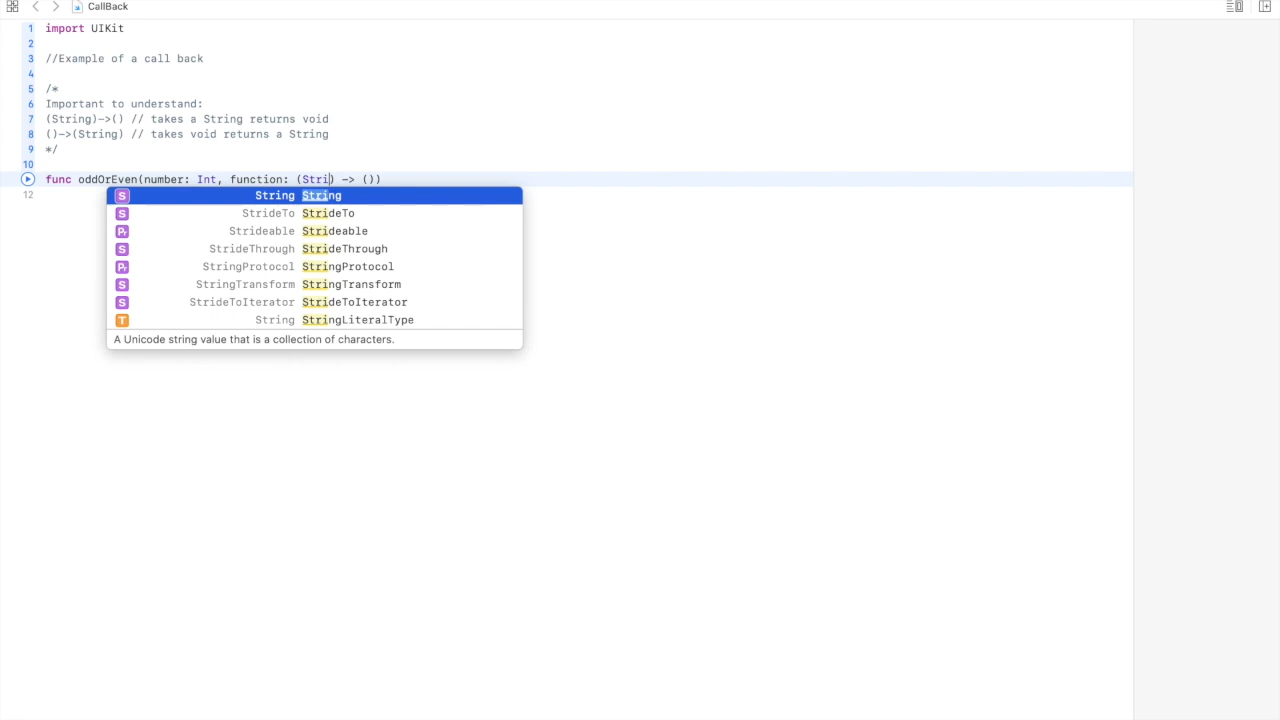 CallBack
1 import UIKit
2
3 //Example of a call back
4
5 /*
6 Important to understand:
7 (String)->() // takes a String returns void
8 ()->(String) // takes void returns a String
9 */
10
func oddOrEven(number: Int, function: (Stri) -> ())
12
S String String
S StrideTo StrideTo
Pr Strideable Strideable
S StrideThrough StrideThrough
Pr StringProtocol StringProtocol
S StringTransform StringTransform
S StrideToIterator StrideToIterator
T String StringLiteralType
A Unicode string value that is a collection of characters.